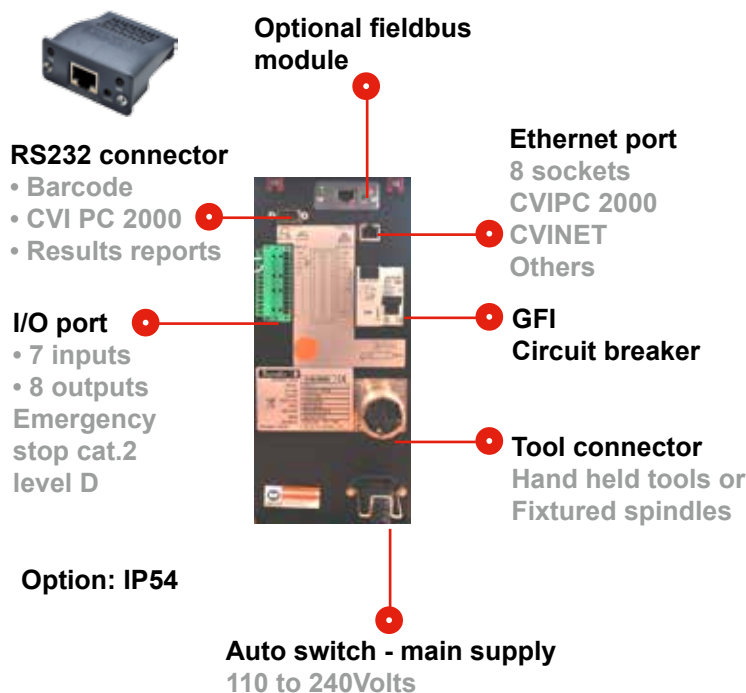 Optional fieldbus
module
RS232 connector
• Barcode
• CVI PC 2000
• Results reports
Ethernet port
8 sockets
CVIPC 2000
CVINET
Others
I/O port
• 7 inputs
• 8 outputs
Emergency
stop cat.2
level D
GFI
Circuit breaker
Tool connector
Hand held tools or
Fixtured spindles
Option: IP54
Auto switch - main supply
110 to 240Volts